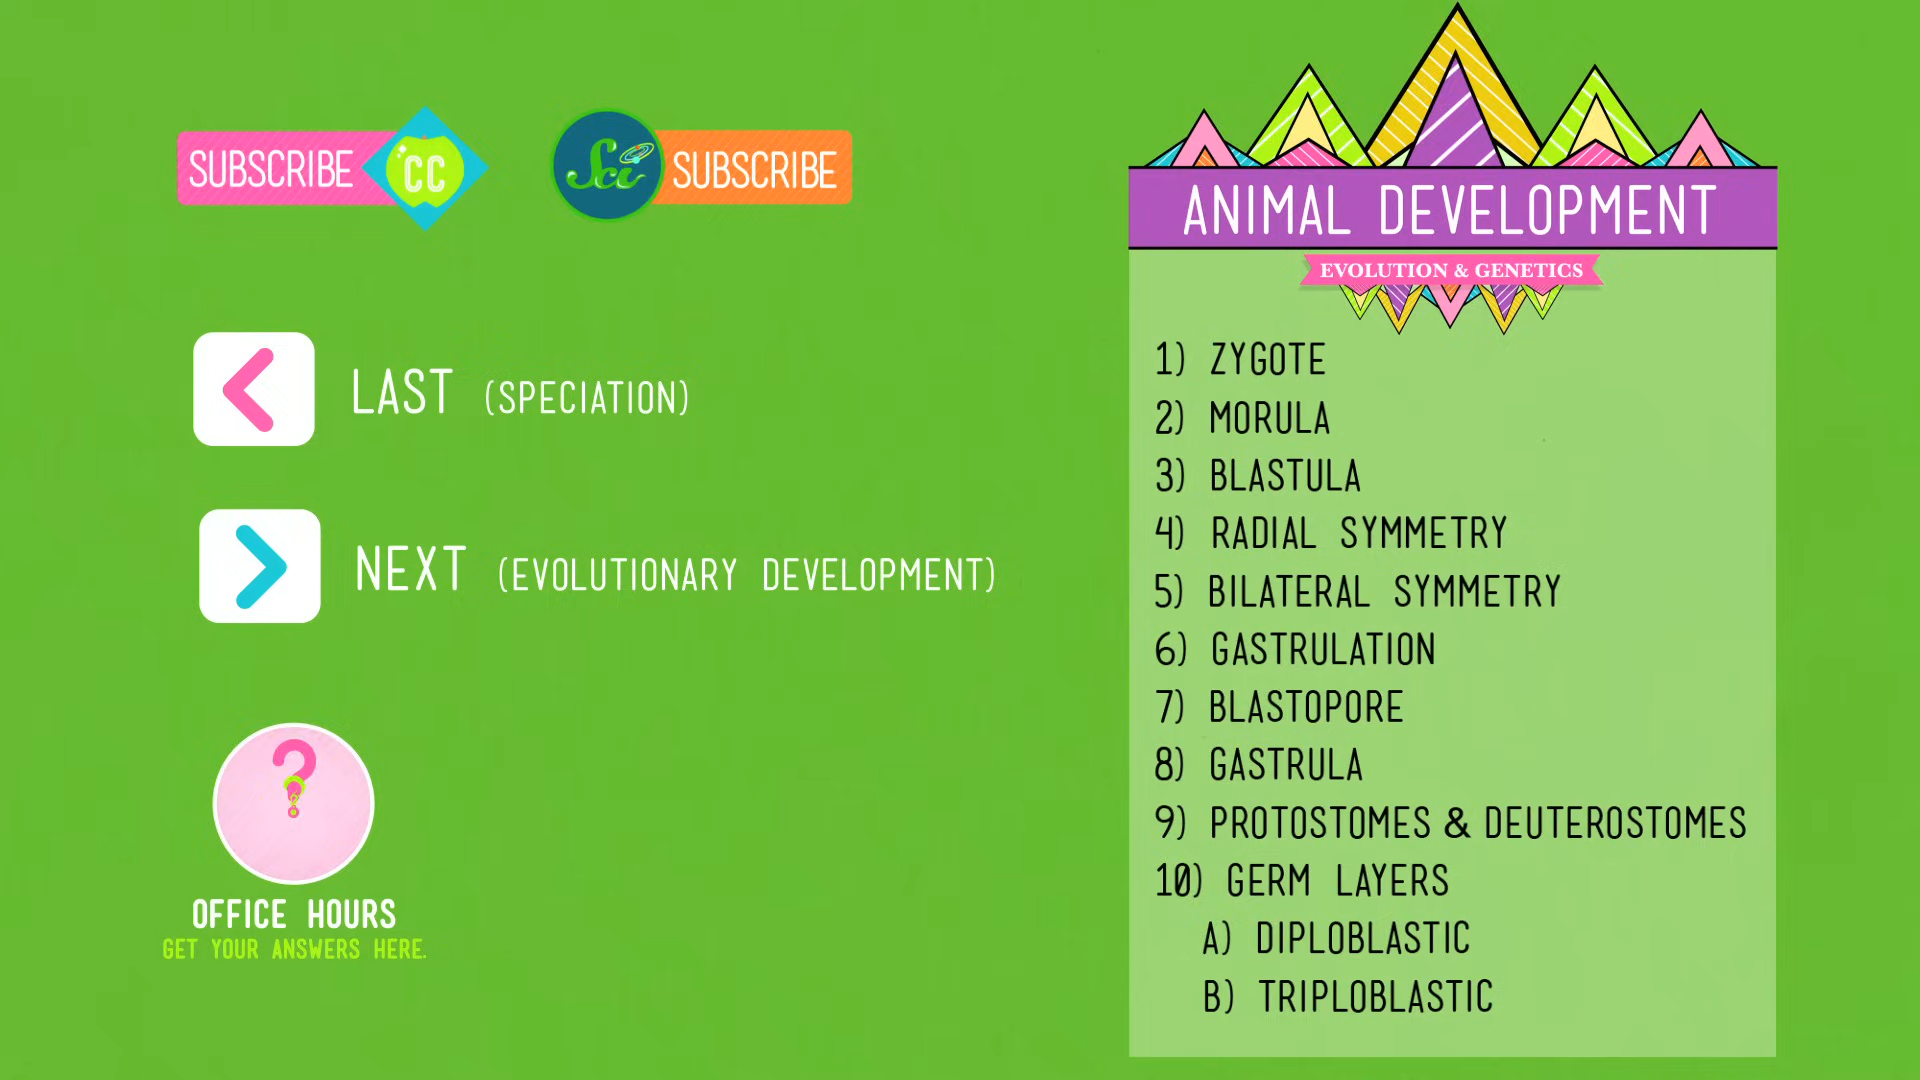 SUBSCRIBE CC
Sci SUBSCRIBE
LAST (SPECIATION)
NEXT (EVOLUTIONARY DEVELOPMENT)
?
OFFICE HOURS
GET YOUR ANSWERS HERE.
ANIMAL DEVELOPMENT
EVOLUTION & GENETICS
1) ZYGOTE
2) MORULA
3) BLASTULA
4) RADIAL SYMMETRY
5) BILATERAL SYMMETRY
6) GASTRULATION
7) BLASTOPORE
8) GASTRULA
9) PROTOSTOMES & DEUTEROSTOMES
10) GERM LAYERS
A) DIPLOBLASTIC
B) TRIPLOBLASTIC